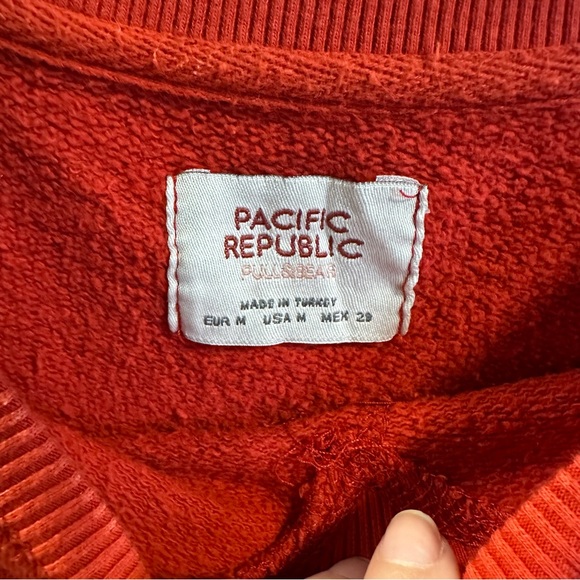 PACIFIC
REPUBLIC
PULL&BEAR
MADE IN TURKEY
EUR M USA M MEX 28